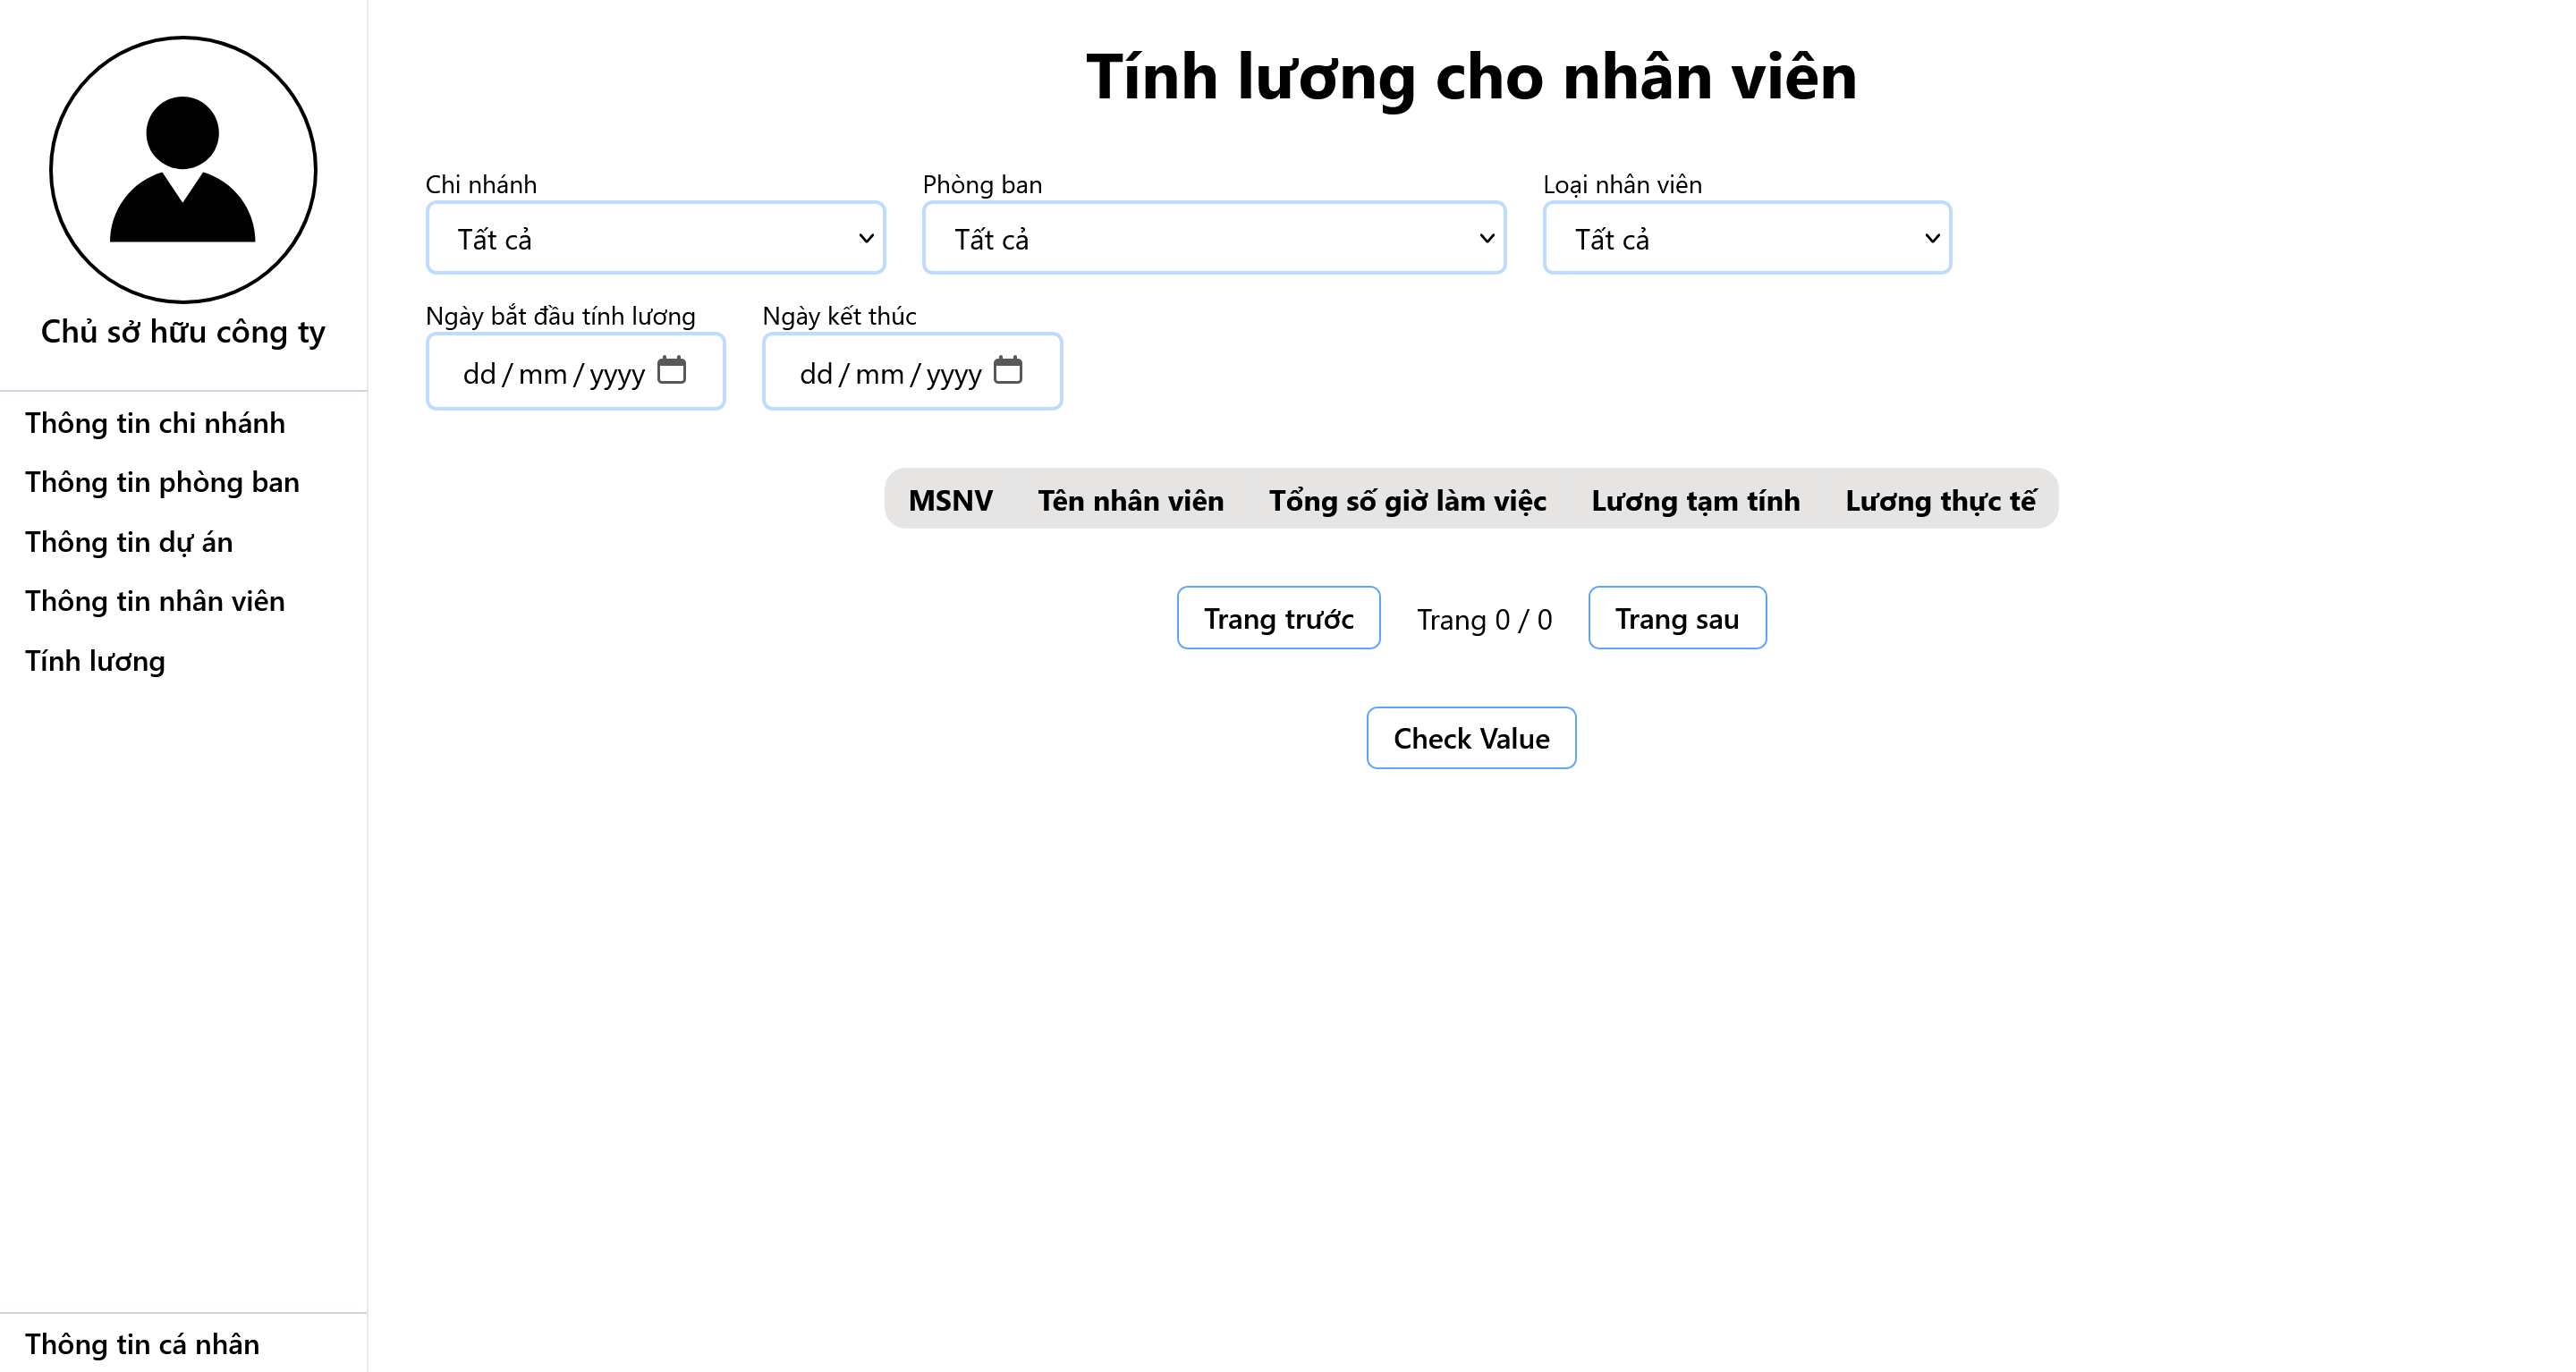 Chủ sở hữu công ty
Thông tin chi nhánh
Thông tin phòng ban
Thông tin dự án
Thông tin nhân viên
Tính lương
Thông tin cá nhân
Tính lương cho nhân viên
Chi nhánh Phòng ban Loại nhân viên
Tất cả Tất cả Tất cả
Ngày bắt đầu tính lương Ngày kết thúc
dd/mm/yyyy dd/mm/yyyy
MSNV Tên nhân viên Tổng số giờ làm việc Lương tạm tính Lương thực tế
Trang trước Trang 0 / 0 Trang sau
Check Value